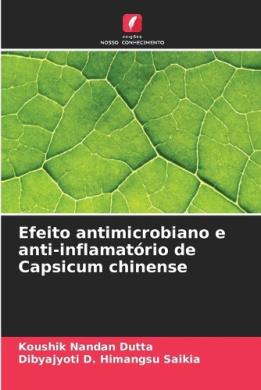 edições
NOSSO CONHECIMENTO
Efeito antimicrobiano e
anti-inflamatório de
Capsicum chinense
Koushik Nandan Dutta
Dibyajyoti D. Himangsu Saikia